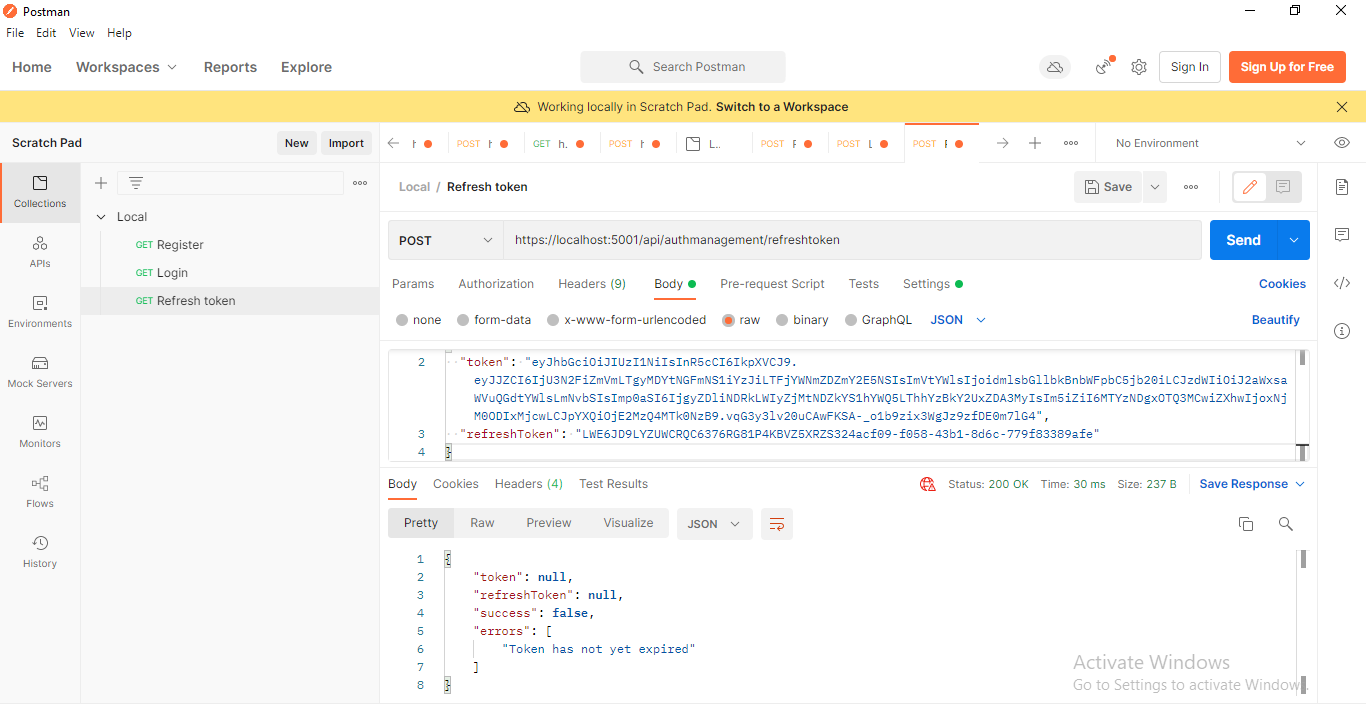 Postman
File Edit View Help
Home Workspaces Reports Explore Search Postman Sign In Sign Up for Free
Working locally in Scratch Pad. Switch to a Workspace
Scratch Pad New Import POST GET h. POST L.. POST POST L POST No Environment
Collections
APIs
Environments
Mock Servers
Monitors
Flows
History
Local
GET Register
GET Login
GET Refresh token
Local / Refresh token Save
POST https://localhost:5001/api/authmanagement/refreshtoken Send
Params Authorization Headers (9) Body Pre-request Script Tests Settings Cookies
none form-data x-www-form-urlencoded raw binary GraphQL JSON Beautify
2 "token": "eyJhbGciOiJIUzI1NiIsInR5cCI6IkpXVCJ9.
eyJJZCI6IjU3N2FiZmVmLTgyMDYtNGFmNS1iYzJiLTFjYWNmZDZmY2E5NSIsImVtYWlsIjoidmlsbGllbkBnbWFpbC5jb20iLCJzdWIiOiJ2aWxsa
WVuQGdtYWlsLmNvbSIsImp0aSI6IjgyZDliNDRkLWIyZjMtNDZkYS1hYWQ5LThhYzBkY2UxZDA3MyIsIm5iZiI6MTYzNDgxOTQ3MCwiZXhwIjoxNj
M0ODIxMjcwLCJpYXQiOjE2MzQ4MTk0NzB9.vqG3y3lv20uCAwFKSA-_o1b9zix3WgJz9zfDE0m7lG4",
3 "refreshToken": "LWE6JD9LYZUWCRQC6376RG81P4KBVZ5XRZS324acf09-f058-43b1-8d6c-779f83389afe"
4 }
Body Cookies Headers (4) Test Results Status: 200 OK Time: 30 ms Size: 237 B Save Response
Pretty Raw Preview Visualize JSON
1 {
2 "token": null,
3 "refreshToken": null,
4 "success": false,
5 "errors": [
6 "Token has not yet expired"
7 ]
8 }
Activate Windows
Go to Settings to activate Windows.